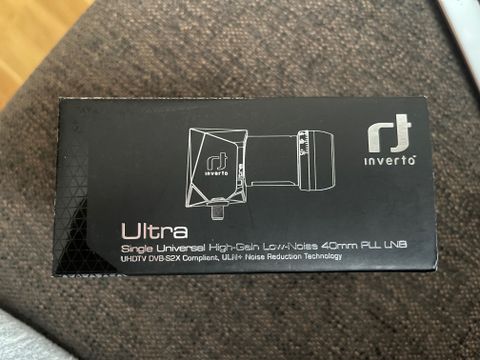 inverto
inverto
Ultra
Single Universal High-Gain Low-Noise 40mm PLL LNB
UHDTV DVB-S2X Compliant, ULN+ Noise Reduction Technology